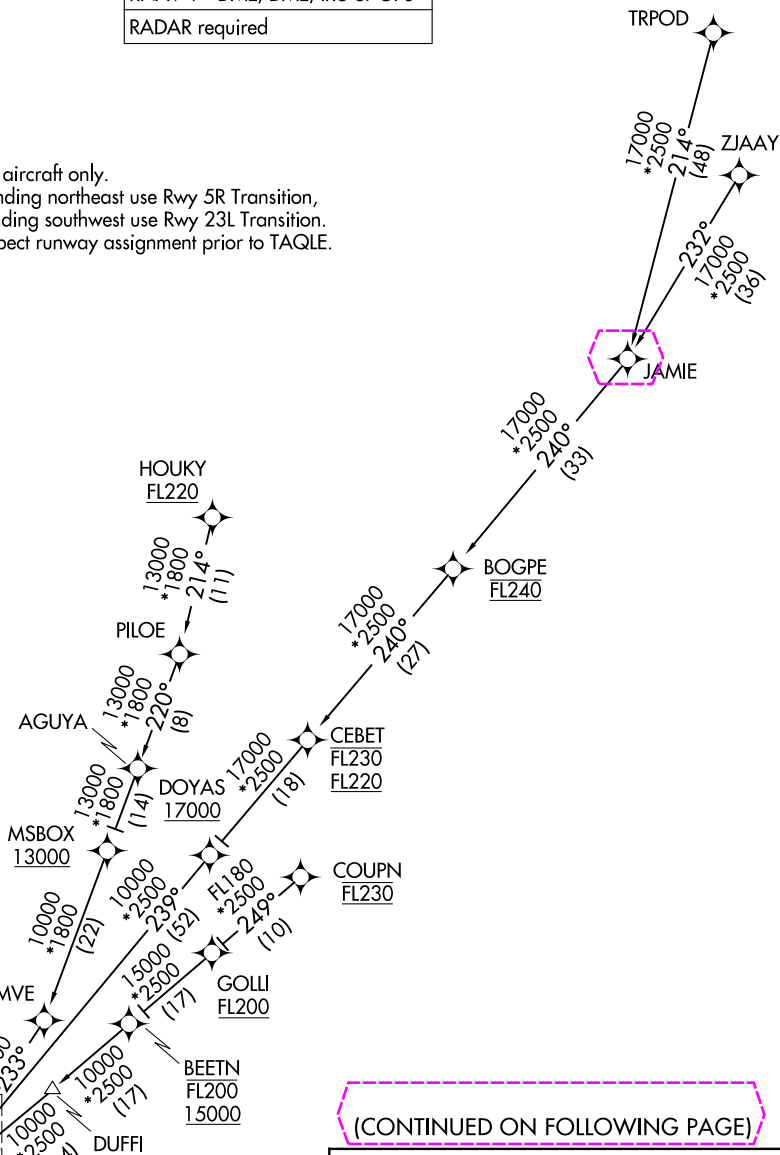 RADAR required
TRPOD
17000
*2500
214°
(48)
ZJAAY
232°
17000
*2500
(36)
aircraft only.
nding northeast use Rwy 5R Transition,
ding southwest use Rwy 23L Transition.
pect runway assignment prior to TAQLE.
JAMIE
17000
*2500
240°
(33)
HOUKY
FL220
13000
*1800
214°
(11)
BOGPE
FL240
PILOE
17000
*2500
240°
(27)
13000
*1800
220°
(8)
AGUYA
CEBET
FL230
FL220
17000
*2500
(18)
DOYAS
17000
13000
*1800
(14)
MSBOX
13000
COUPN
FL230
FL180
*2500
249°
(10)
10000
*2500
239°
(52)
10000
*1800
(22)
15000
*2500
(17)
GOLLI
FL200
MVE
233°
BEETN
FL200
15000
10000
*2500
(17)
DUFFI
10000
*2500
(CONTINUED ON FOLLOWING PAGE)